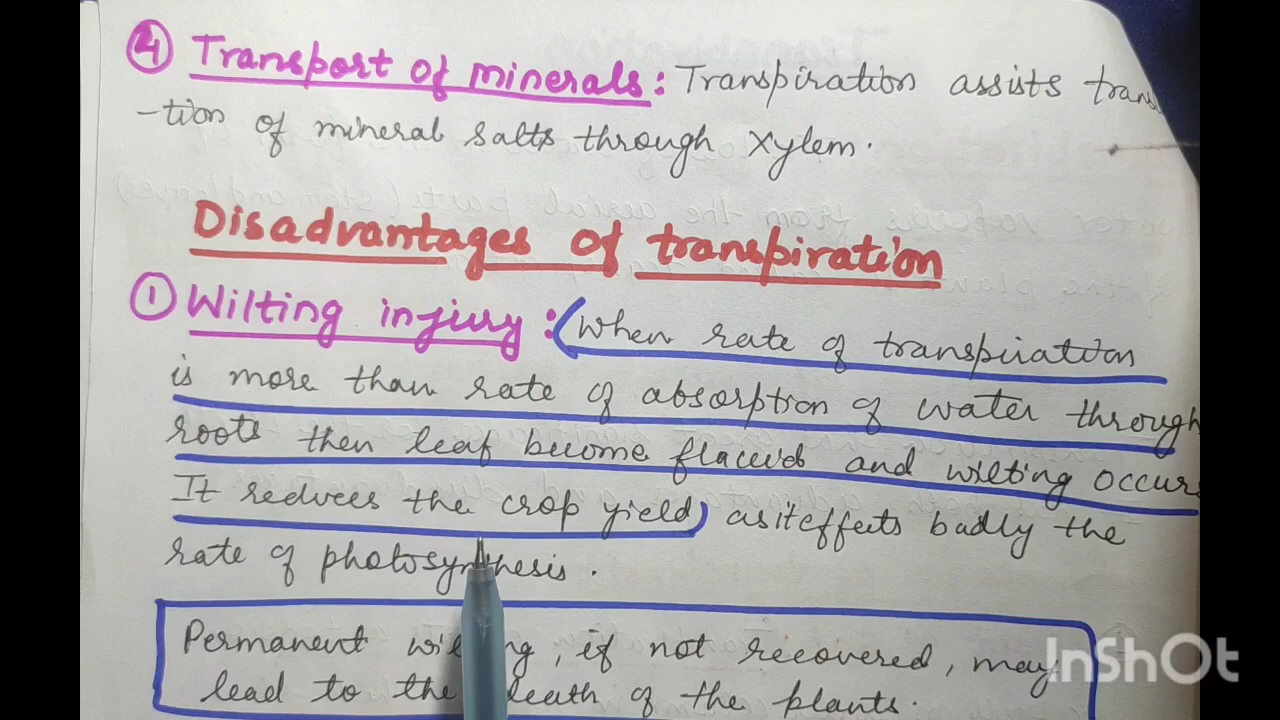 ④ Transport of minerals: Transpiration assists trans
-tion of mineral salts through Xylem.
Disadvantages of transpiration
① Wilting injury: (When rate of transpiration
is more than rate of absorption of water through
roots then leaf become flaccid and wilting occurs
It reduces the crop yield) as it effects badly the
rate of photosynthesis.
Permanent wilting, if not recovered, may
lead to the death of the plants.
InShOt